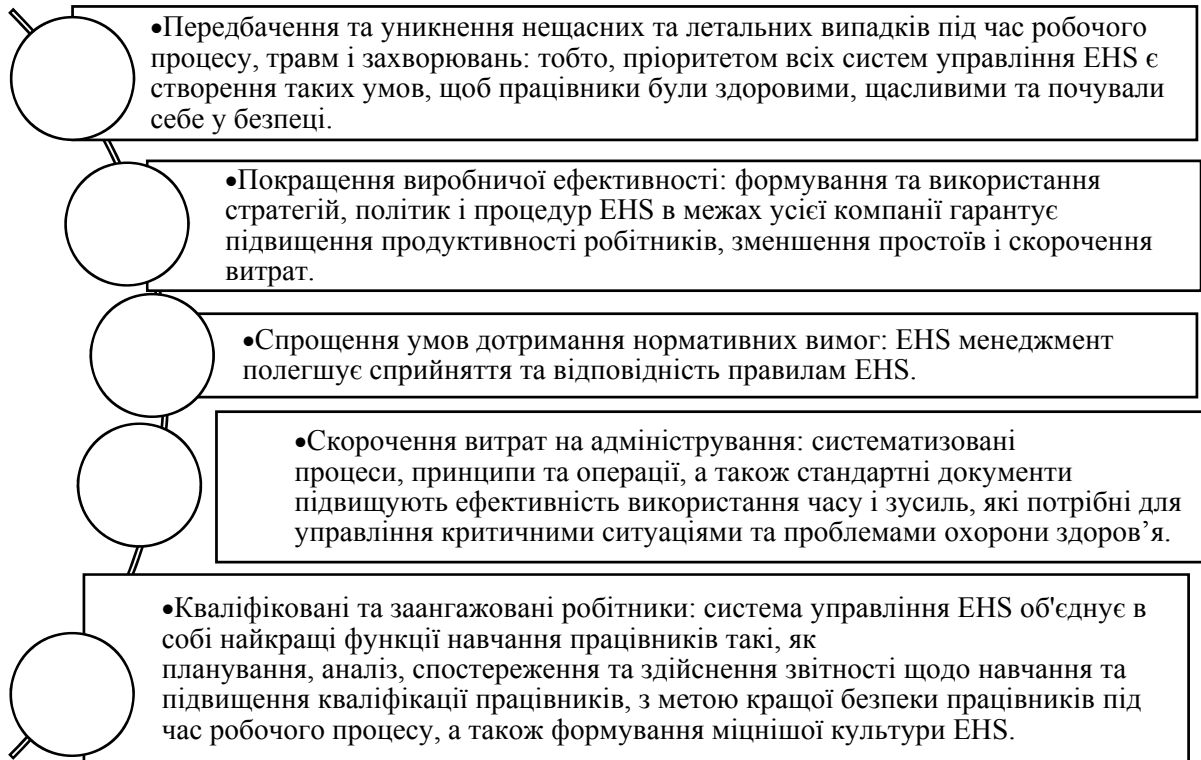 •Передбачення та уникнення нещасних та летальних випадків під час робочого
процесу, травм і захворювань: тобто, пріоритетом всіх систем управління EHS є
створення таких умов, щоб працівники були здоровими, щасливими та почували
себе у безпеці.
•Покращення виробничої ефективності: формування та використання
стратегій, політик і процедур EHS в межах усієї компанії гарантує
підвищення продуктивності робітників, зменшення простоїв і скорочення
витрат.
•Спрощення умов дотримання нормативних вимог: EHS менеджмент
полегшує сприйняття та відповідність правилам EHS.
•Скорочення витрат на адміністрування: систематизовані
процеси, принципи та операції, а також стандартні документи
підвищують ефективність використання часу і зусиль, які потрібні для
управління критичними ситуаціями та проблемами охорони здоров’я.
•Кваліфіковані та заангажовані робітники: система управління EHS об'єднує в
собі найкращі функції навчання працівників такі, як
планування, аналіз, спостереження та здійснення звітності щодо навчання та
підвищення кваліфікації працівників, з метою кращої безпеки працівників під
час робочого процесу, а також формування міцнішої культури EHS.